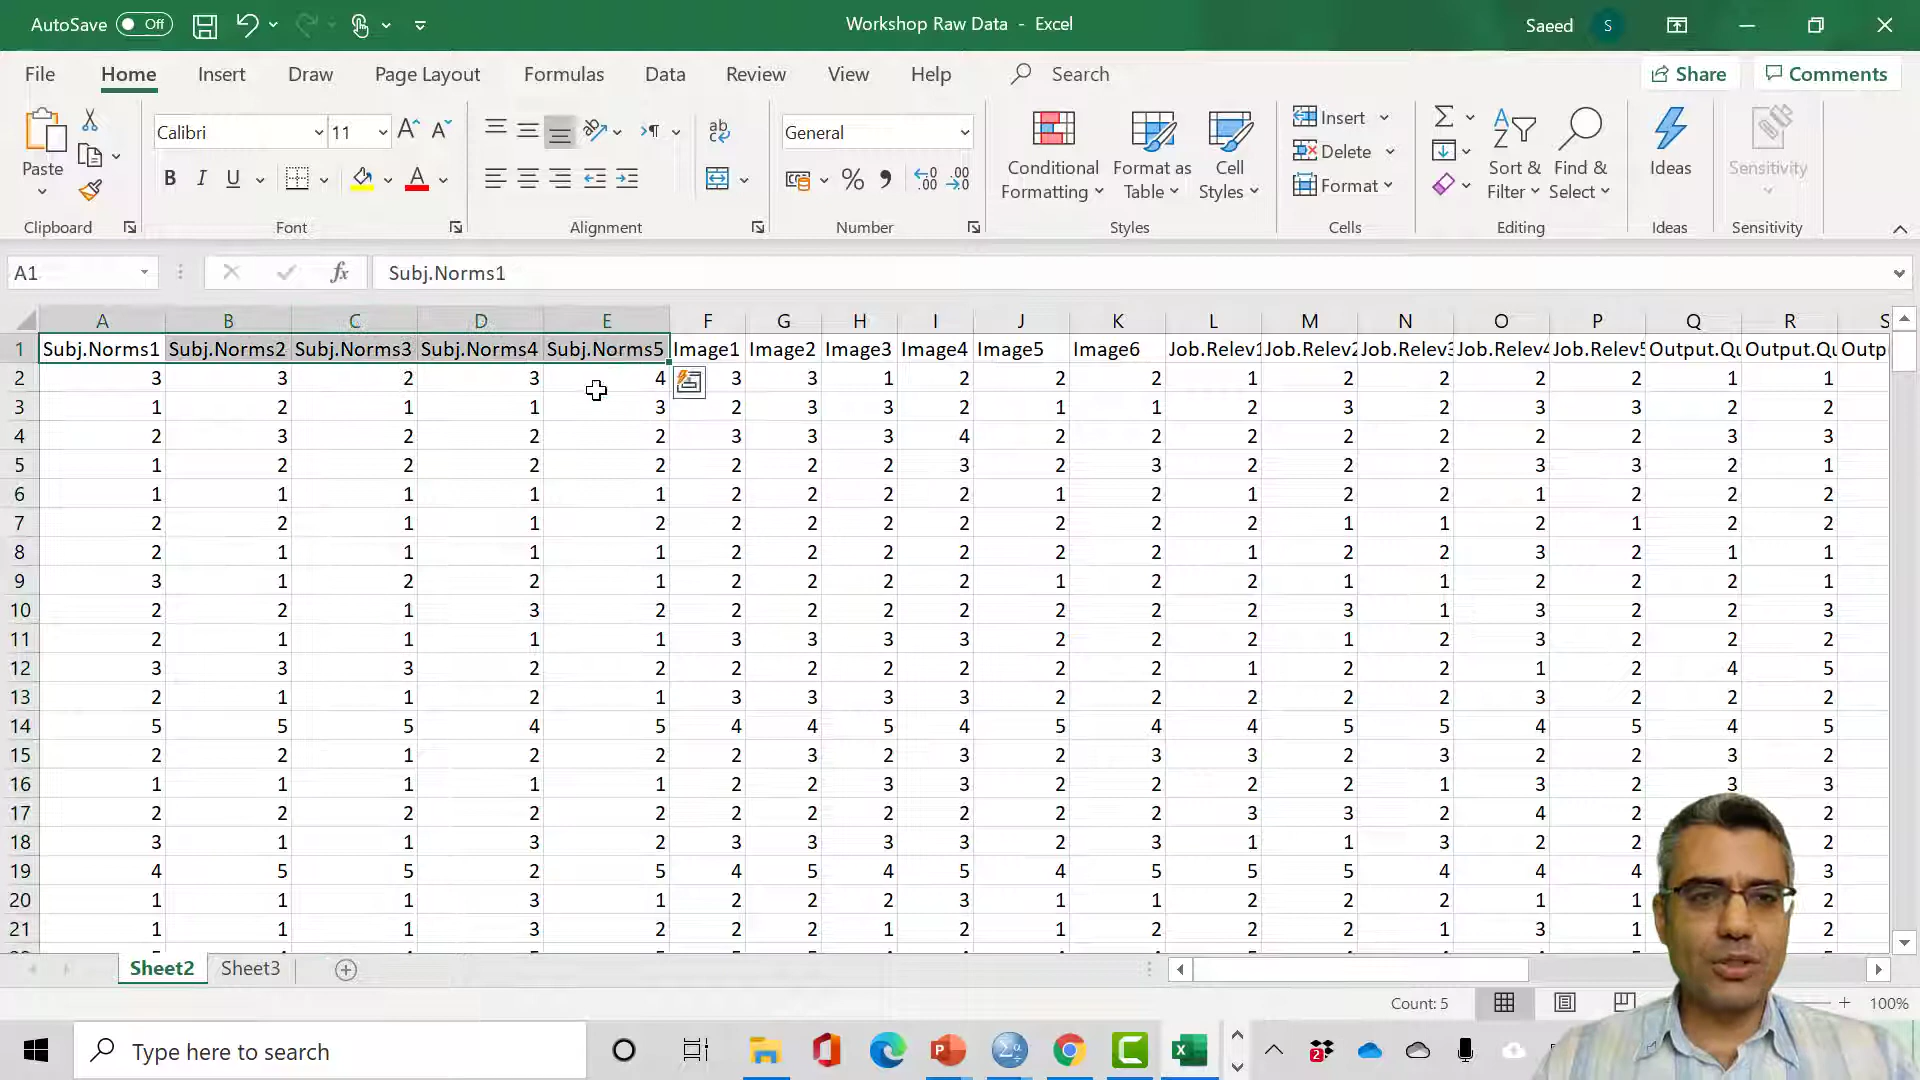 AutoSave Off Workshop Raw Data - Excel Saeed S
File Home Insert Draw Page Layout Formulas Data Review View Help Search Share Comments
Paste Calibri 11 General Conditional Formatting Format as Table Cell Styles Insert Delete Format Sort & Filter Find & Select Ideas Sensitivity
Clipboard Font Alignment Number Styles Cells Editing Ideas Sensitivity
A1 fx Subj.Norms1
A B C D E F G H I J K L M N O P Q R S
1 Subj.Norms1 Subj.Norms2 Subj.Norms3 Subj.Norms4 Subj.Norms5 Image1 Image2 Image3 Image4 Image5 Image6 Job.Relev1 Job.Relev2 Job.Relev3 Job.Relev4 Job.Relev5 Output.Qu Output.Qu Outp
2 3 3 2 3 4 3 3 1 2 2 2 1 2 2 2 2 1 1
3 1 2 1 1 3 2 3 3 2 1 1 2 3 2 3 3 2 2
4 2 3 2 2 2 3 3 3 4 2 2 2 2 2 2 2 3 3
5 1 2 2 2 2 2 2 2 3 2 3 2 2 2 3 3 2 1
6 1 1 1 1 1 2 2 2 2 1 2 1 2 2 1 2 2 2
7 2 2 1 1 2 2 2 2 2 2 2 2 1 1 2 1 2 2
8 2 1 1 1 1 2 2 2 2 2 2 1 2 2 3 2 1 1
9 3 1 2 2 1 2 2 2 2 1 2 2 1 1 2 2 2 1
10 2 2 1 3 2 2 2 2 2 2 2 2 3 1 3 2 2 3
11 2 1 1 1 1 3 3 3 3 2 2 2 1 2 3 2 2 2
12 3 3 3 2 2 2 2 2 2 2 2 1 2 2 1 2 4 5
13 2 1 1 2 1 3 3 3 3 2 2 2 2 2 3 2 2 2
14 5 5 5 4 5 4 4 5 4 5 4 4 5 5 4 5 4 5
15 2 2 1 2 2 2 3 2 3 2 3 3 2 3 2 2 3 2
16 1 1 1 1 1 2 2 3 3 2 2 2 2 1 3 2 3 3
17 2 2 2 2 2 2 2 2 2 2 2 3 3 2 4 2 2
18 3 1 1 3 2 3 3 3 3 2 3 1 1 3 2 2 2
19 4 5 5 2 5 4 5 4 5 4 5 5 5 4 4 4 3
20 1 1 1 3 1 2 2 2 3 1 1 2 2 2 1 1 2
21 1 1 1 3 2 2 2 1 2 1 2 2 2 1 3 1 2
Sheet2 Sheet3
Count: 5 100%
Type here to search 2